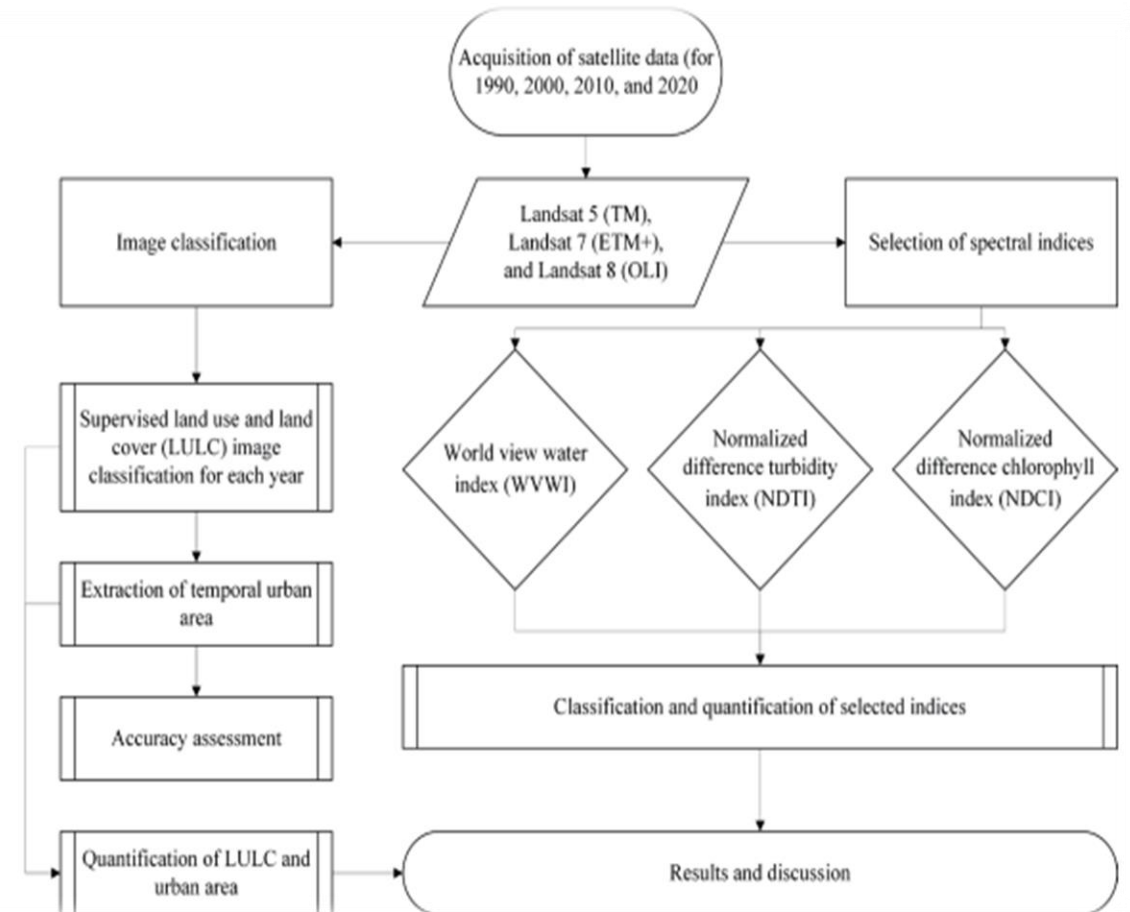 Acquisition of satellite data (for
1990, 2000, 2010, and 2020
Image classification
Landsat 5 (TM),
Landsat 7 (ETM+),
and Landsat 8 (OLI)
Selection of spectral indices
Supervised land use and land
cover (LULC) image
classification for each year
World view water
index (WVWI)
Normalized
difference turbidity
index (NDTI)
Normalized
difference chlorophyll
index (NDCI)
Extraction of temporal urban
area
Classification and quantification of selected indices
Accuracy assessment
Quantification of LULC and
urban area
Results and discussion